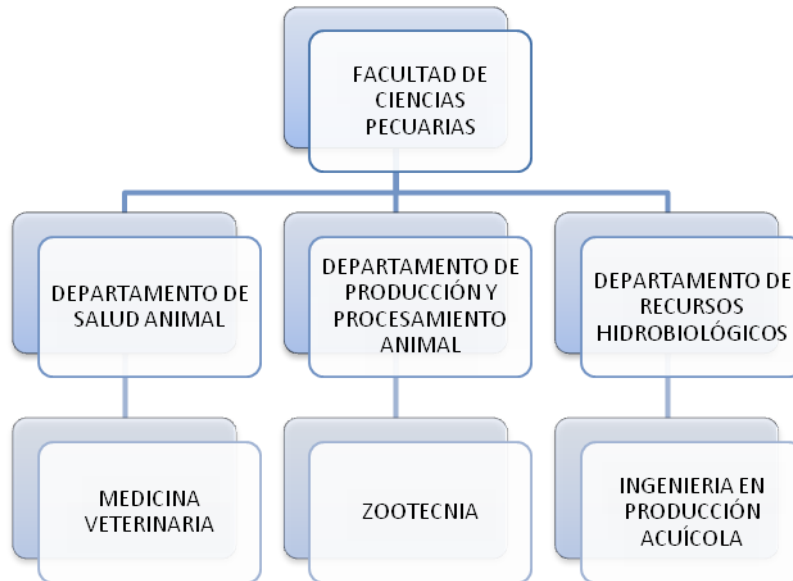 FACULTAD DE
CIENCIAS
PECUARIAS
DEPARTAMENTO DE
SALUD ANIMAL
DEPARTAMENTO DE
PRODUCCIÓN Y
PROCESAMIENTO
ANIMAL
DEPARTAMENTO DE
RECURSOS
HIDROBIOLÓGICOS
MEDICINA
VETERINARIA
ZOOTECNIA
INGENIERIA EN
PRODUCCIÓN
ACUÍCOLA